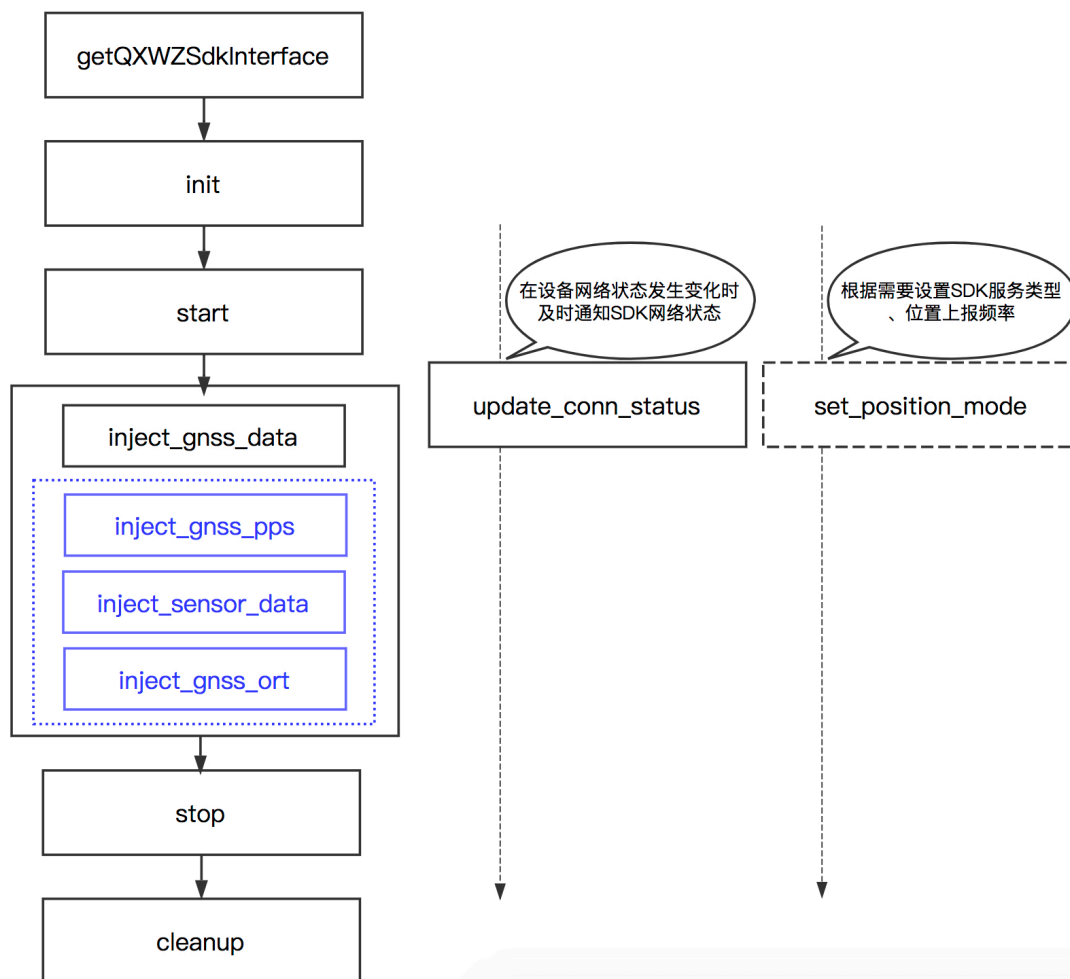 getQXWZSdkInterface
init
start
inject_gnss_data
inject_gnss_pps
inject_sensor_data
inject_gnss_ort
stop
cleanup
在设备网络状态发生变化时
及时通知SDK网络状态
update_conn_status
根据需要设置SDK服务类型
、位置上报频率
set_position_mode